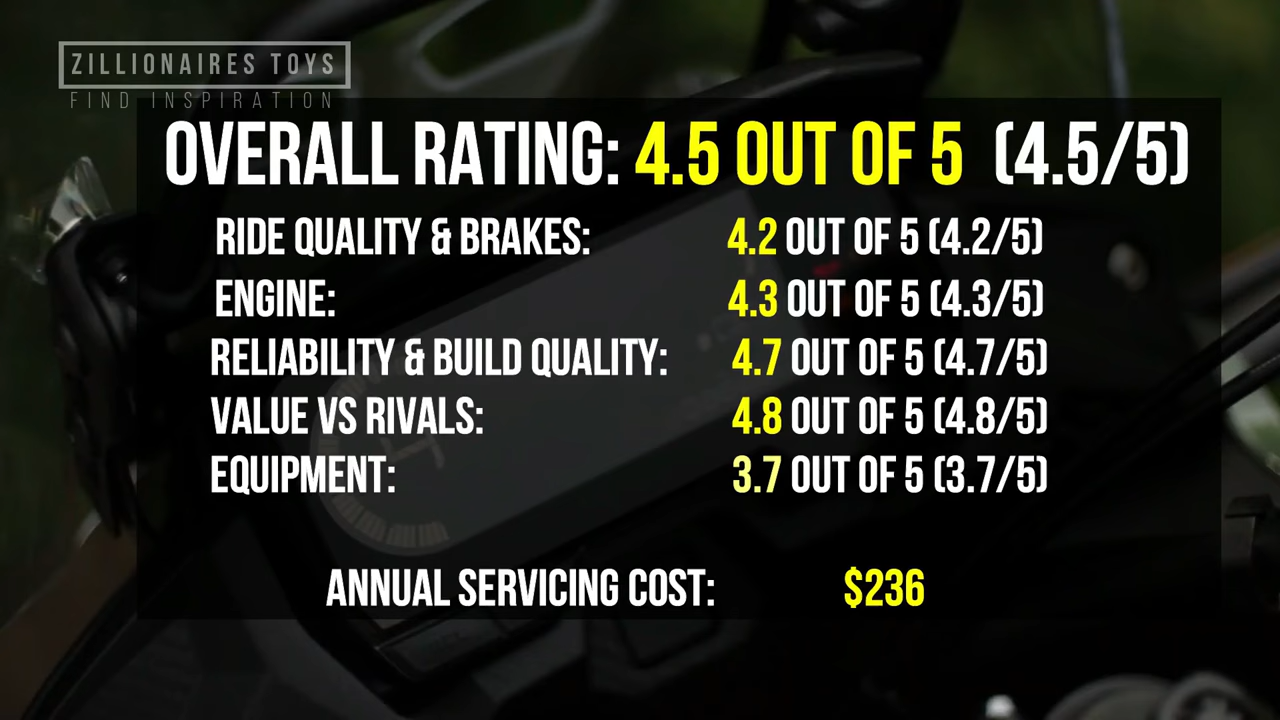 ZILLIONAIRES TOYS
FIND INSPIRATION
OVERALL RATING: 4.5 OUT OF 5 (4.5/5)
RIDE QUALITY & BRAKES: 4.2 OUT OF 5 (4.2/5)
ENGINE: 4.3 OUT OF 5 (4.3/5)
RELIABILITY & BUILD QUALITY: 4.7 OUT OF 5 (4.7/5)
VALUE VS RIVALS: 4.8 OUT OF 5 (4.8/5)
EQUIPMENT: 3.7 OUT OF 5 (3.7/5)
ANNUAL SERVICING COST: $236